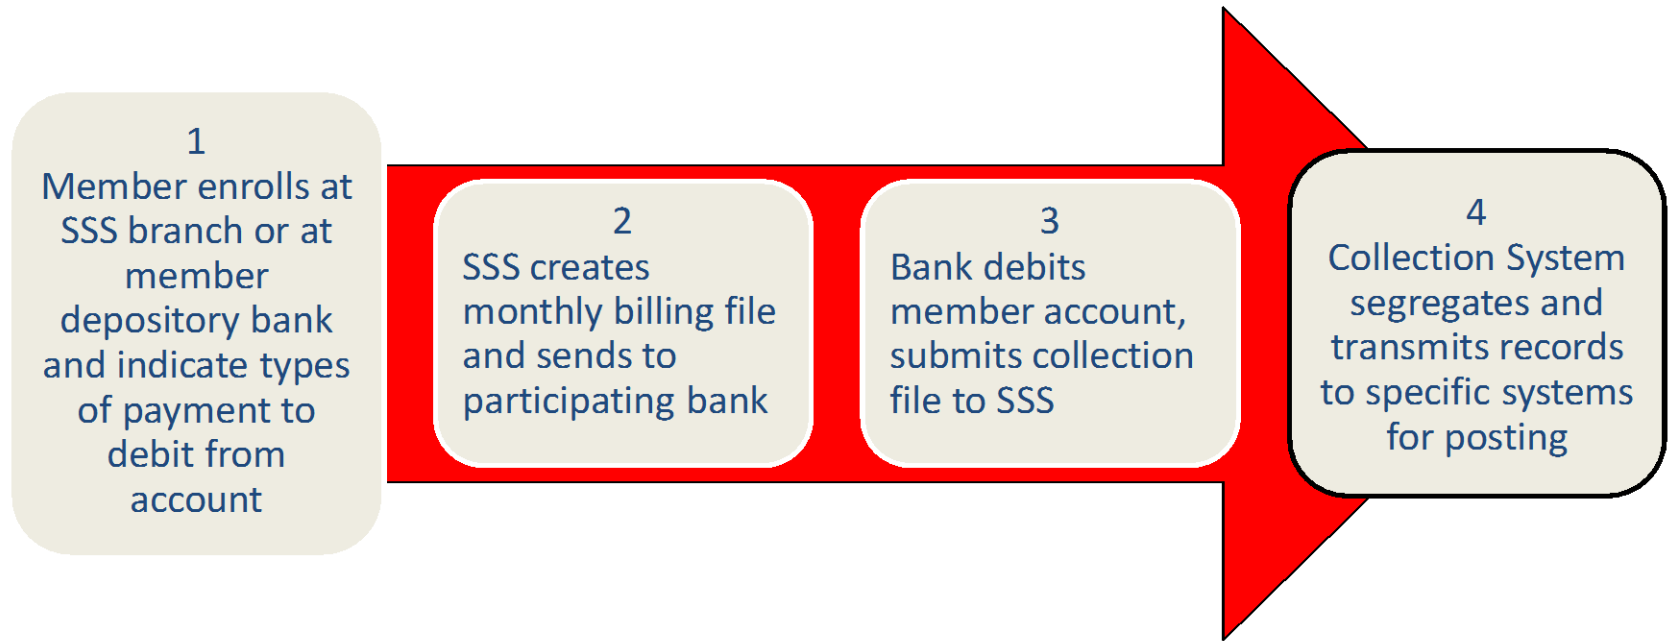 1
Member enrolls at
SSS branch or at
member
depository bank
and indicate types
of payment to
debit from
account
2
SSS creates
monthly billing file
and sends to
participating bank
3
Bank debits
member account,
submits collection
file to SSS
4
Collection System
segregates and
transmits records
to specific systems
for posting